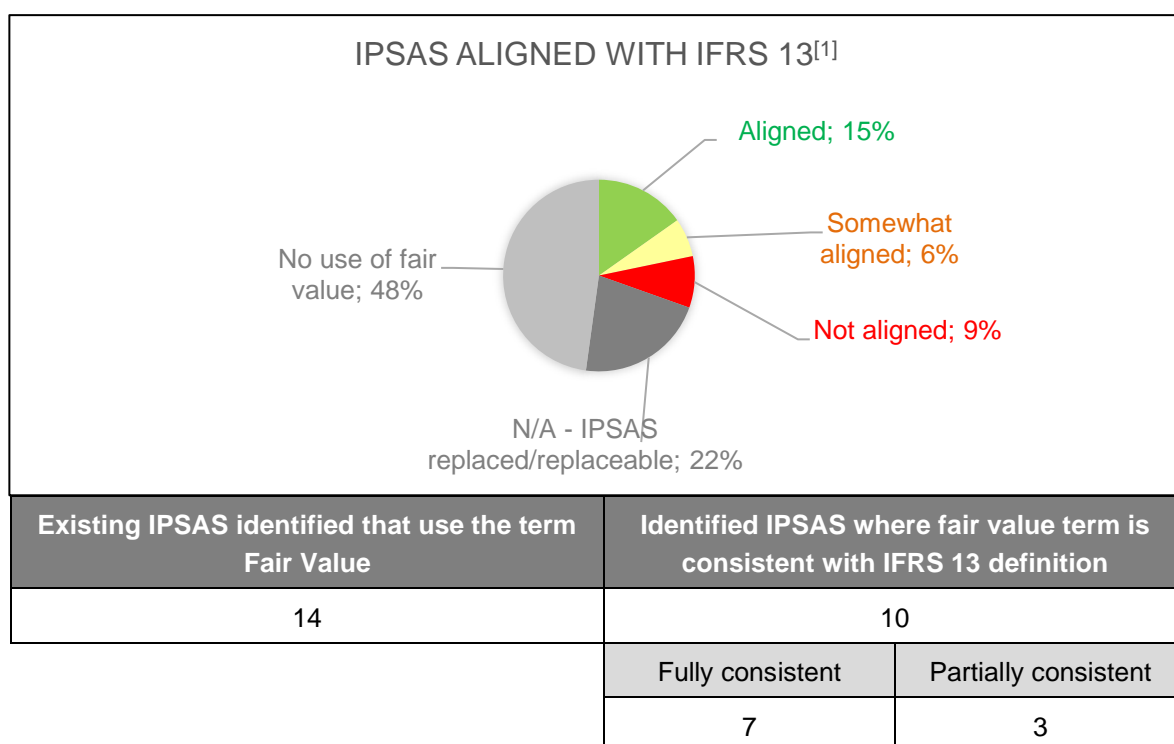 IPSAS ALIGNED WITH IFRS 13[1]
Aligned; 15%
Somewhat
aligned; 6%
No use of fair
value; 48%
Not aligned; 9%
N/A - IPSAS
replaced/replaceable; 22%
Existing IPSAS identified that use the term
Fair Value
Identified IPSAS where fair value term is
consistent with IFRS 13 definition
14
10
Fully consistent
Partially consistent
7
3